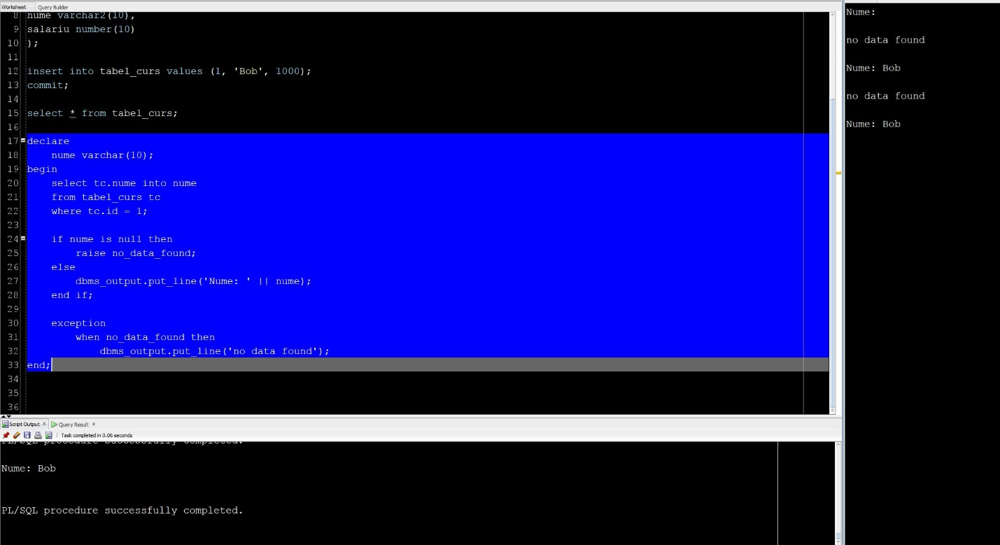 Worksheet Query Builder
8 nume varchar2(10),
9 salariu number(10)
10 );
11
12 insert into tabel_curs values (1, 'Bob', 1000);
13 commit;
14
15 select * from tabel_curs;
16
17 declare
18 nume varchar(10);
19 begin
20 select tc.nume into nume
21 from tabel_curs tc
22 where tc.id = 1;
23
24 if nume is null then
25 raise no_data_found;
26 else
27 dbms_output.put_line('Nume: ' || nume);
28 end if;
29
30 exception
31 when no_data_found then
32 dbms_output.put_line('no data found');
33 end;
34
35
36
Script Output x Query Result x
Task completed in 0.06 seconds
PL/SQL procedure successfully completed.
Nume: Bob
PL/SQL procedure successfully completed.
Nume:
no data found
Nume: Bob
no data found
Nume: Bob